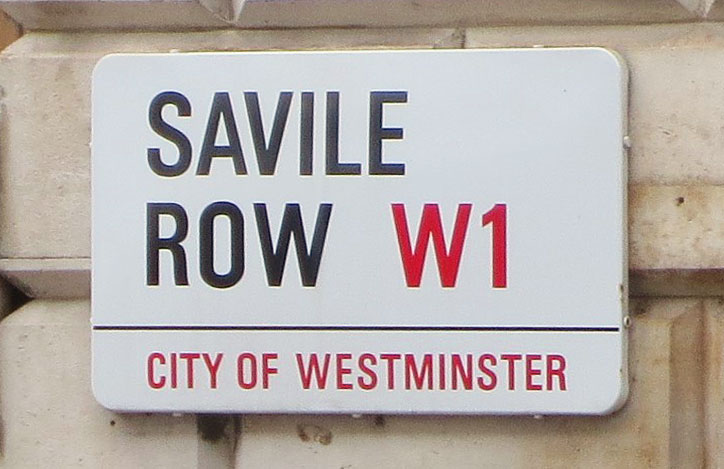 SAVILE
ROW W1
CITY OF WESTMINSTER